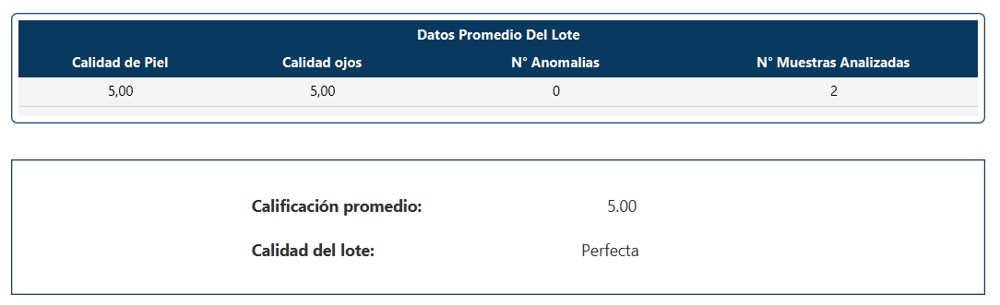 Datos Promedio Del Lote
Calidad de Piel Calidad ojos N° Anomalias N° Muestras Analizadas
5,00 5,00 0 2
Calificación promedio: 5.00
Calidad del lote: Perfecta